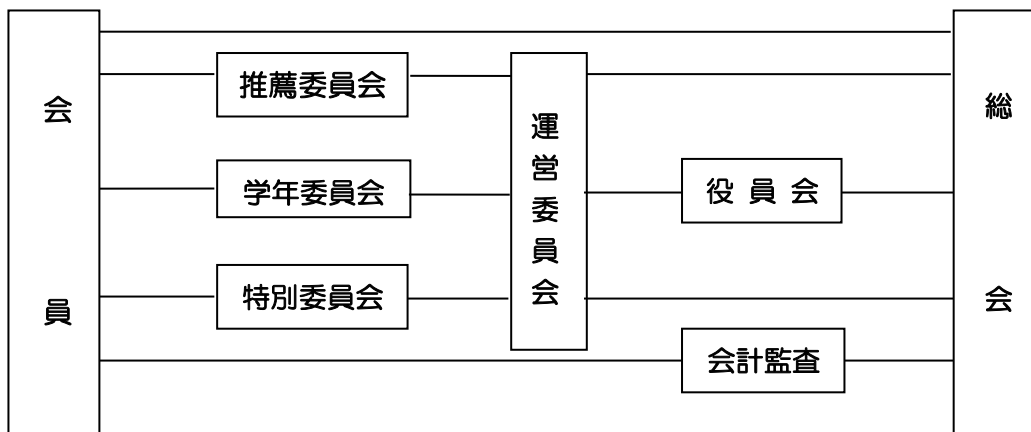 会員
推薦委員会
学年委員会
特別委員会
運営委員会
役員会
会計監査
総会